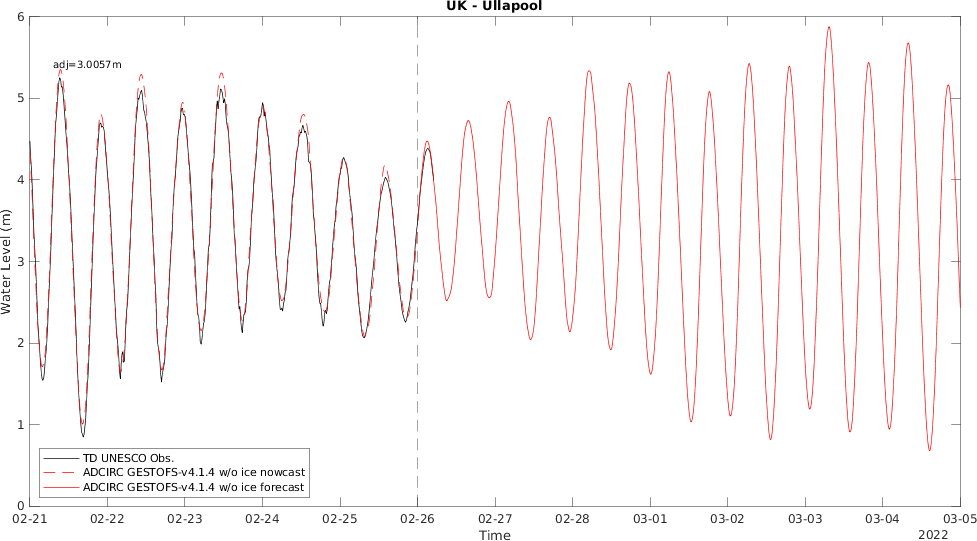 UK - Ullapool
adj=3.0057m
6
5
4
3
2
1
0
Water Level (m)
TD UNESCO Obs.
ADCIRC GESTOFS-v4.1.4 w/o ice nowcast
ADCIRC GESTOFS-v4.1.4 w/o ice forecast
02-21 02-22 02-23 02-24 02-25 02-26 02-27 02-28 03-01 03-02 03-03 03-04 03-05
Time
2022